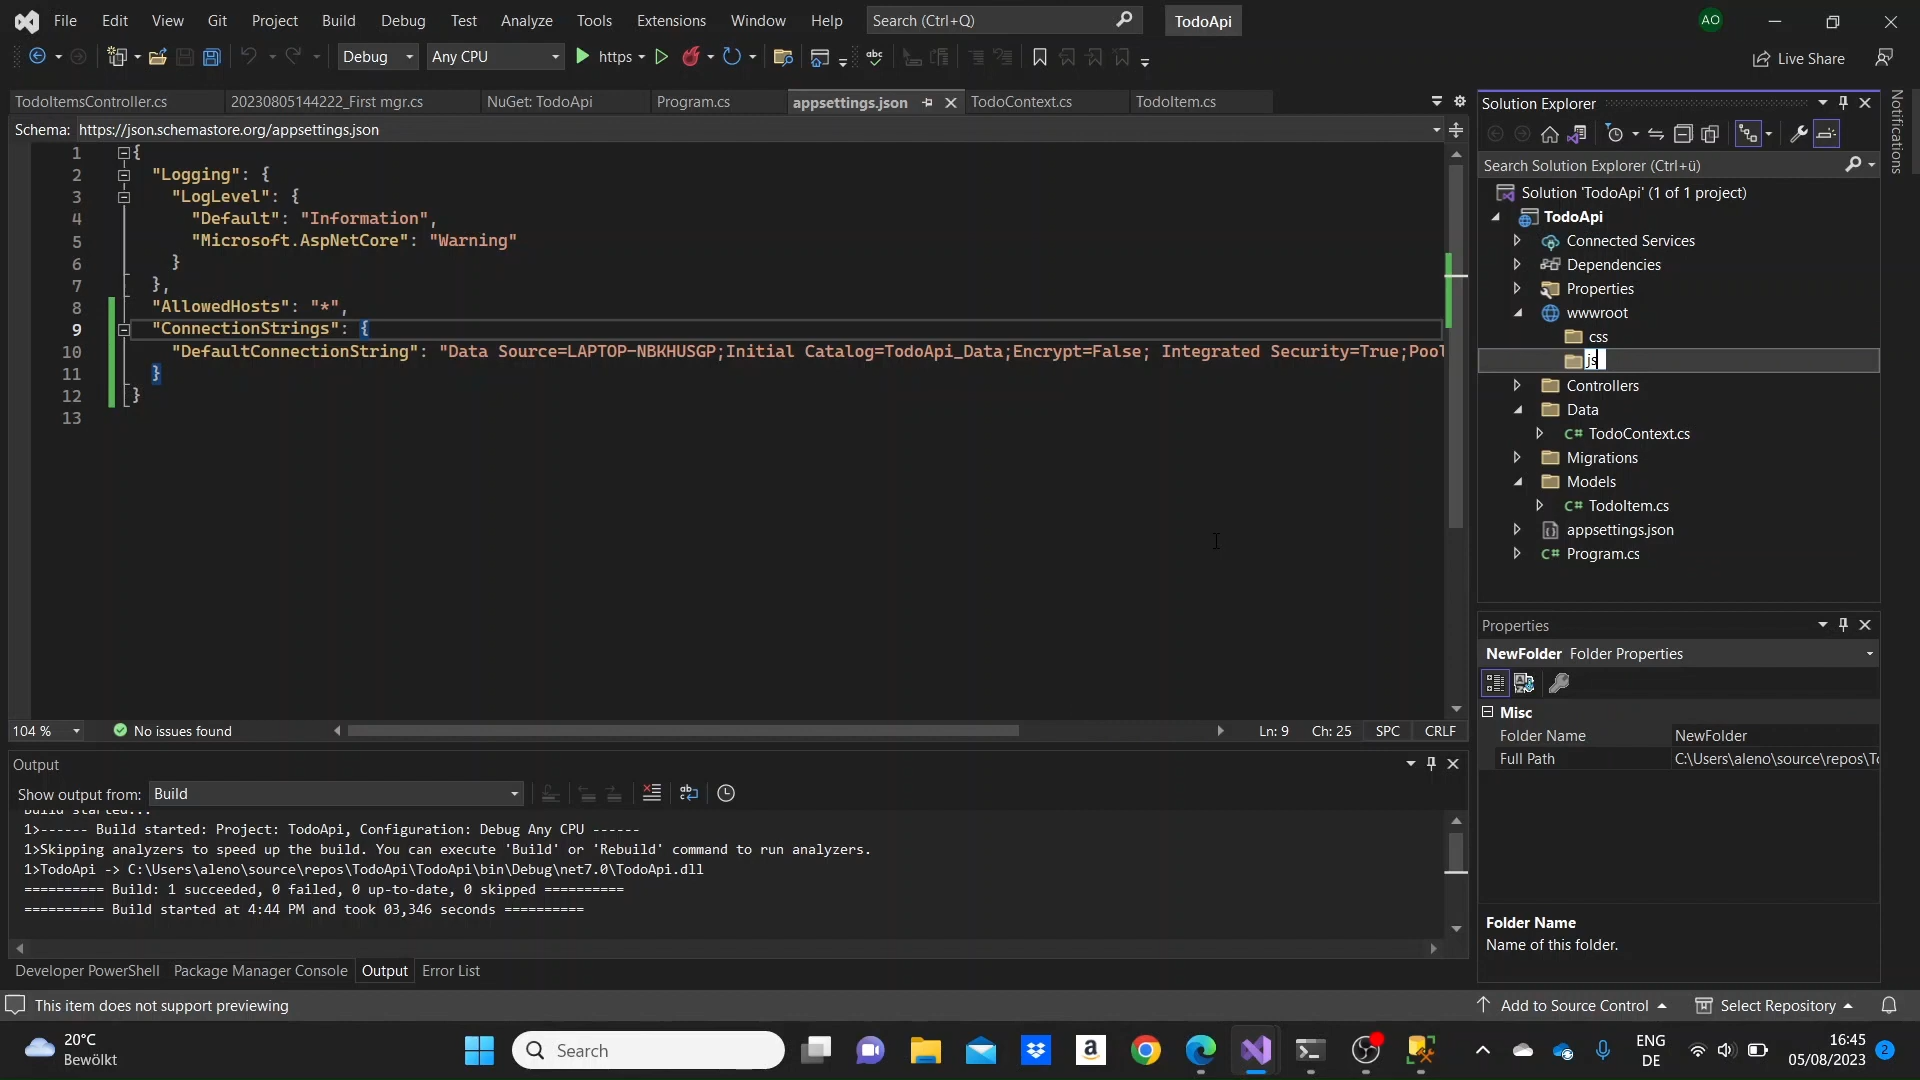 File Edit View Git Project Build Debug Test Analyze Tools Extensions Window Help Search (Ctrl+Q) TodoApi AO
Debug Any CPU https Live Share
TodoItemsController.cs 20230805144222_First mgr.cs NuGet: TodoApi Program.cs appsettings.json TodoContext.cs TodoItem.cs
Schema: https://json.schemastore.org/appsettings.json
1 {
2 "Logging": {
3 "LogLevel": {
4 "Default": "Information",
5 "Microsoft.AspNetCore": "Warning"
6 }
7 },
8 "AllowedHosts": "*",
9 "ConnectionStrings": {
10 "DefaultConnectionString": "Data Source=LAPTOP-NBKHUSGP;Initial Catalog=TodoApi_Data;Encrypt=False; Integrated Security=True;Pool
11 }
12 }
13
104 % No issues found Ln: 9 Ch: 25 SPC CRLF
Output
Show output from: Build
Build started...
1>------ Build started: Project: TodoApi, Configuration: Debug Any CPU ------
1>Skipping analyzers to speed up the build. You can execute 'Build' or 'Rebuild' command to run analyzers.
1>TodoApi -> C:\Users\aleno\source\repos\TodoApi\TodoApi\bin\Debug\net7.0\TodoApi.dll
========== Build: 1 succeeded, 0 failed, 0 up-to-date, 0 skipped ==========
========== Build started at 4:44 PM and took 03,346 seconds ==========
Developer PowerShell Package Manager Console Output Error List
Solution Explorer
Search Solution Explorer (Ctrl+ü)
Solution 'TodoApi' (1 of 1 project)
TodoApi
Connected Services
Dependencies
Properties
wwwroot
css
js
Controllers
Data
C# TodoContext.cs
Migrations
Models
C# TodoItem.cs
appsettings.json
C# Program.cs
Notifications
Properties
NewFolder Folder Properties
Misc
Folder Name NewFolder
Full Path C:\Users\aleno\source\repos\To
Folder Name
Name of this folder.
This item does not support previewing Add to Source Control Select Repository
20°C
Bewölkt
Search
ENG
DE
16:45
05/08/2023
2